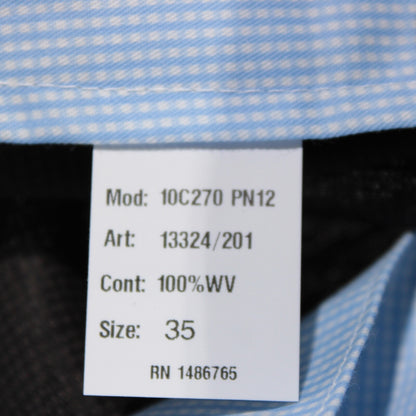 Mod: 10C270 PN12
Art: 13324/201
Cont: 100%WV
Size: 35
RN 1486765